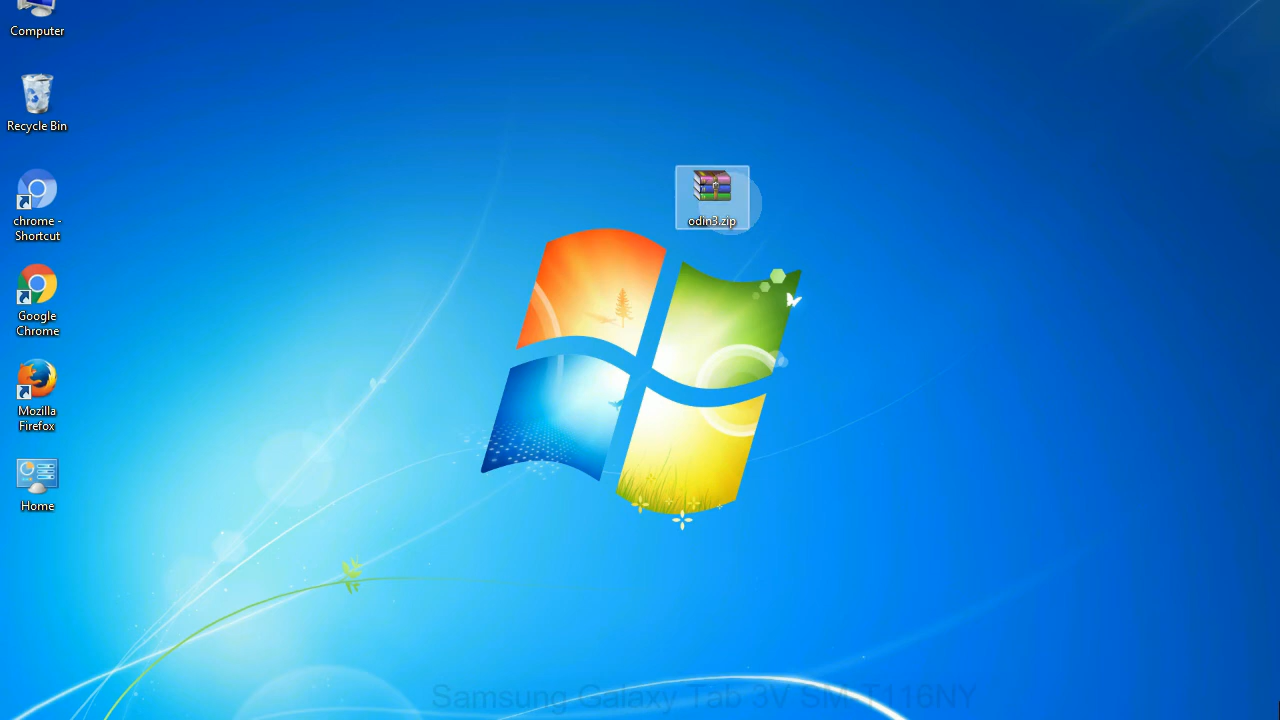 Computer
Recycle Bin
chrome -
Shortcut
Google
Chrome
Mozilla
Firefox
Home
odin3.zip
Samsung Galaxy Tab 3V SM-T116NY